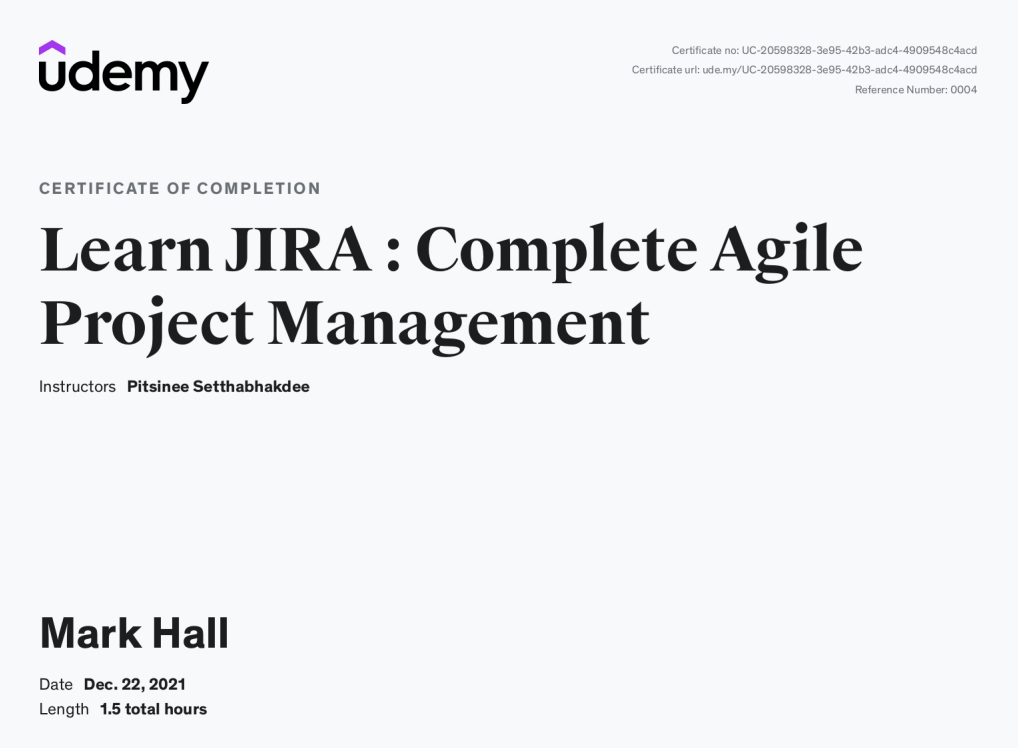 udemy
Certificate no: UC-20598328-3e95-42b3-adc4-4909548c4acd
Certificate url: ude.my/UC-20598328-3e95-42b3-adc4-4909548c4acd
Reference Number: 0004
CERTIFICATE OF COMPLETION
Learn JIRA : Complete Agile
Project Management
Instructors Pitsinee Setthabhakdee
Mark Hall
Date Dec. 22, 2021
Length 1.5 total hours